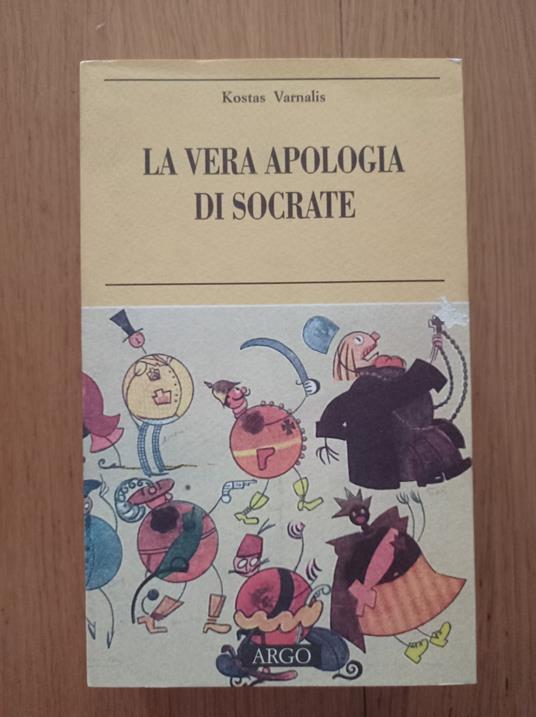 Kostas Varnalis
LA VERA APOLOGIA
DI SOCRATE
ARGO